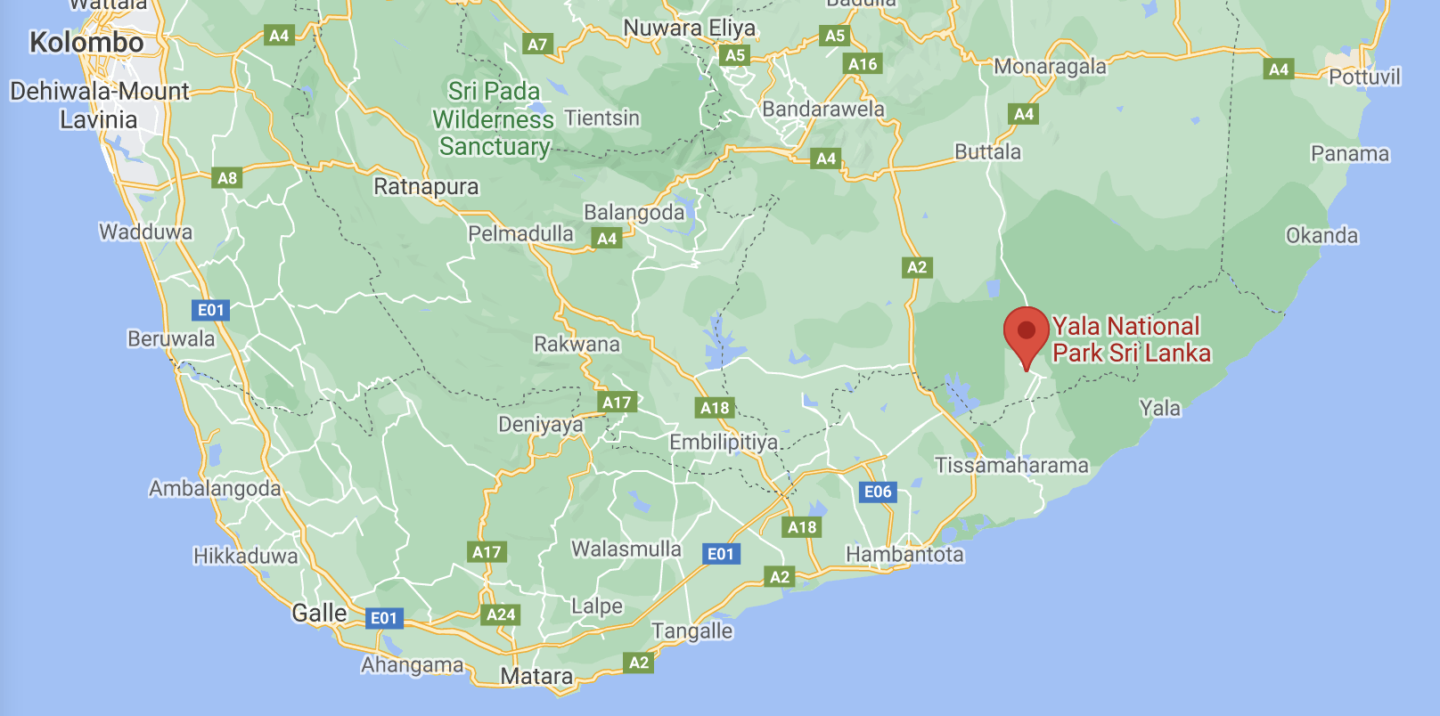 Wattala
Badulla
Kolombo
A4
A7
Nuwara Eliya
A5
A5
A16
Monaragala
A4
Pottuvil
Dehiwala-Mount
Lavinia
Sri Pada
Wilderness
Sanctuary
Tientsin
Bandarawela
A4
A8
Ratnapura
A4
Buttala
Panama
Wadduwa
Pelmadulla
Balangoda
A4
A2
Okanda
E01
Beruwala
Rakwana
Yala National
Park Sri Lanka
A17
A18
Yala
Deniyaya
Embilipitiya
Tissamaharama
Ambalangoda
E06
A18
Hikkaduwa
A17
Walasmulla
E01
Hambantota
A2
Galle
E01
A24
Lalpe
Tangalle
Ahangama
Matara
A2